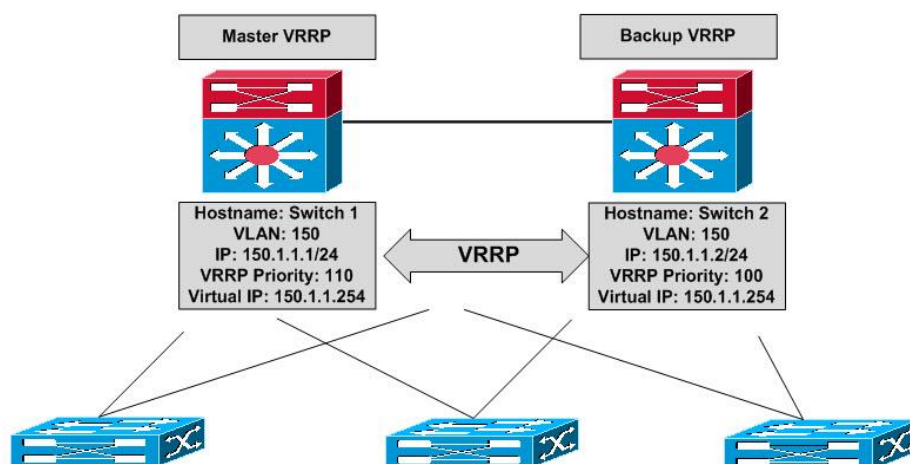 Master VRRP
Backup VRRP
Hostname: Switch 1
VLAN: 150
IP: 150.1.1.1/24
VRRP Priority: 110
Virtual IP: 150.1.1.254
VRRP
Hostname: Switch 2
VLAN: 150
IP: 150.1.1.2/24
VRRP Priority: 100
Virtual IP: 150.1.1.254